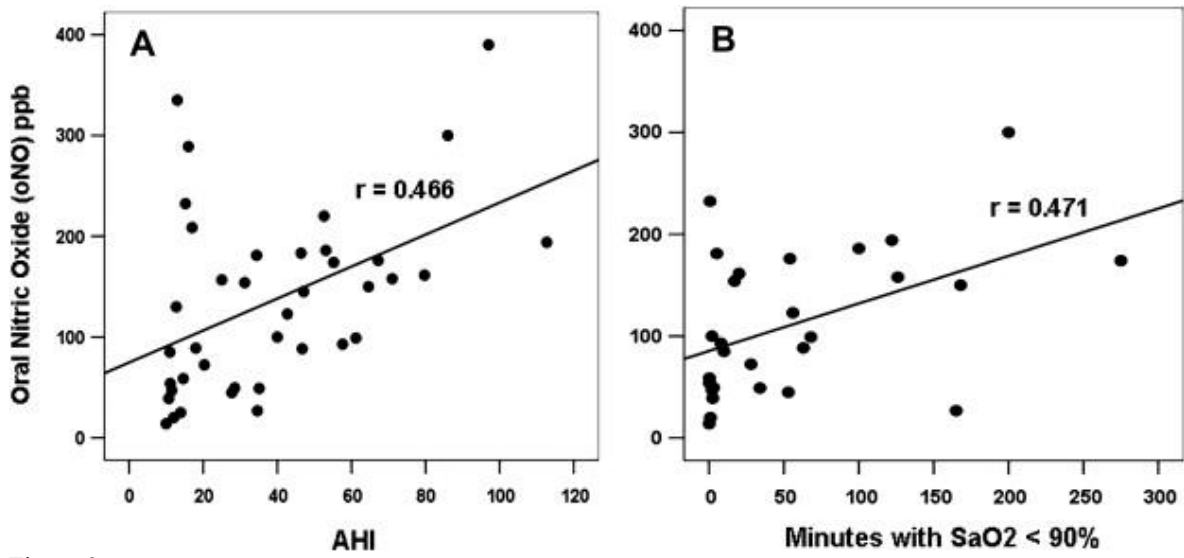 A
B
Oral Nitric Oxide (oNO) ppb
400
300
200
100
0
r = 0.466
0 20 40 60 80 100 120
AHI
400
300
200
100
0
r = 0.471
0 50 100 150 200 250 300
Minutes with SaO2 < 90%